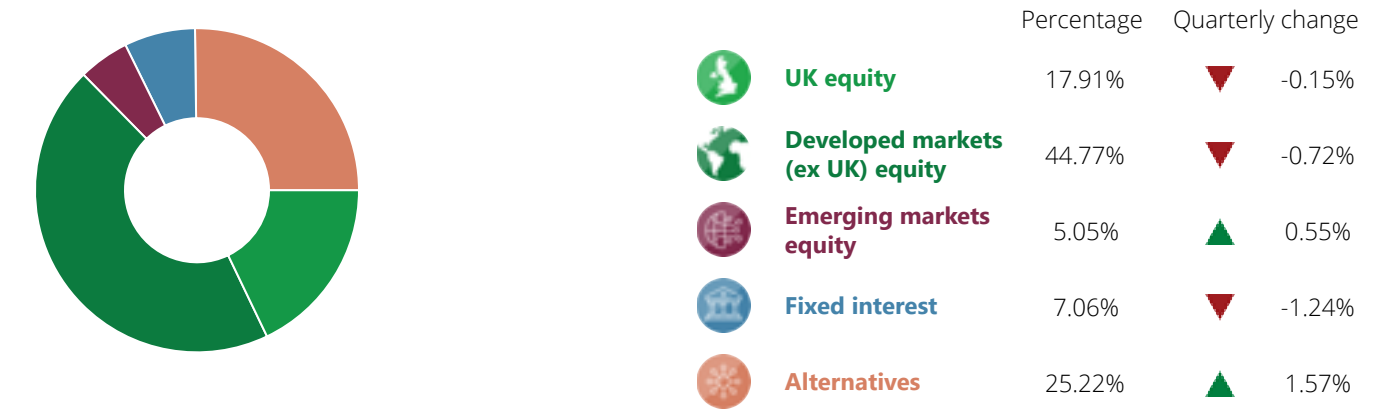 Percentage Quarterly change
UK equity 17.91% -0.15%
Developed markets
(ex UK) equity 44.77% -0.72%
Emerging markets
equity 5.05% 0.55%
Fixed interest 7.06% -1.24%
Alternatives 25.22% 1.57%